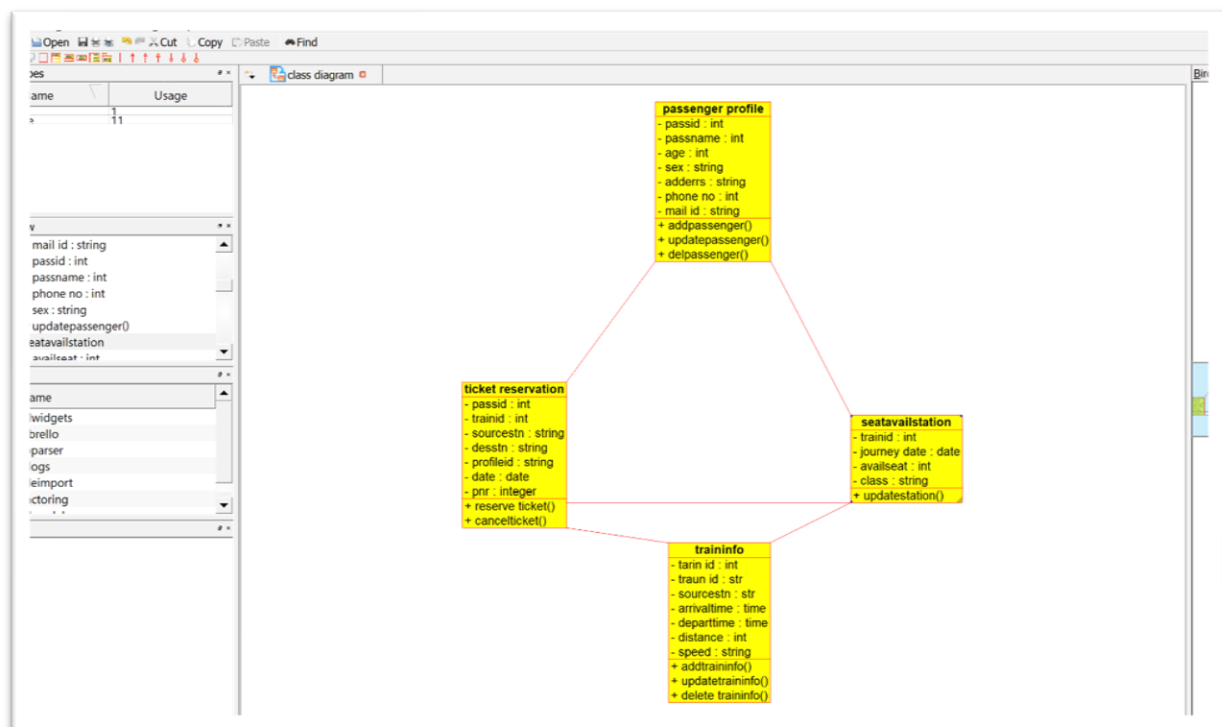 Open Cut Copy Paste Find
class diagram
ame Usage
1
11
mail id : string
passid : int
passname : int
phone no : int
sex : string
updatepassenger()
eatavailstation
availseat : int
ame
widgets
brello
parser
logs
eimport
ctoring
passenger profile
- passid : int
- passname : int
- age : int
- sex : string
- adderrs : string
- phone no : int
- mail id : string
+ addpassenger()
+ updatepassenger()
+ delpassenger()
ticket reservation
- passid : int
- trainid : int
- sourcestn : string
- desstn : string
- profileid : string
- date : date
- pnr : integer
+ reserve ticket()
+ cancelticket()
seatavailstation
- trainid : int
- journey date : date
- availseat : int
- class : string
+ updatestation()
traininfo
- tarin id : int
- traun id : str
- sourcestn : str
- arrivaltime : time
- departtime : time
- distance : int
- speed : string
+ addtraininfo()
+ updatetraininfo()
+ delete traininfo()